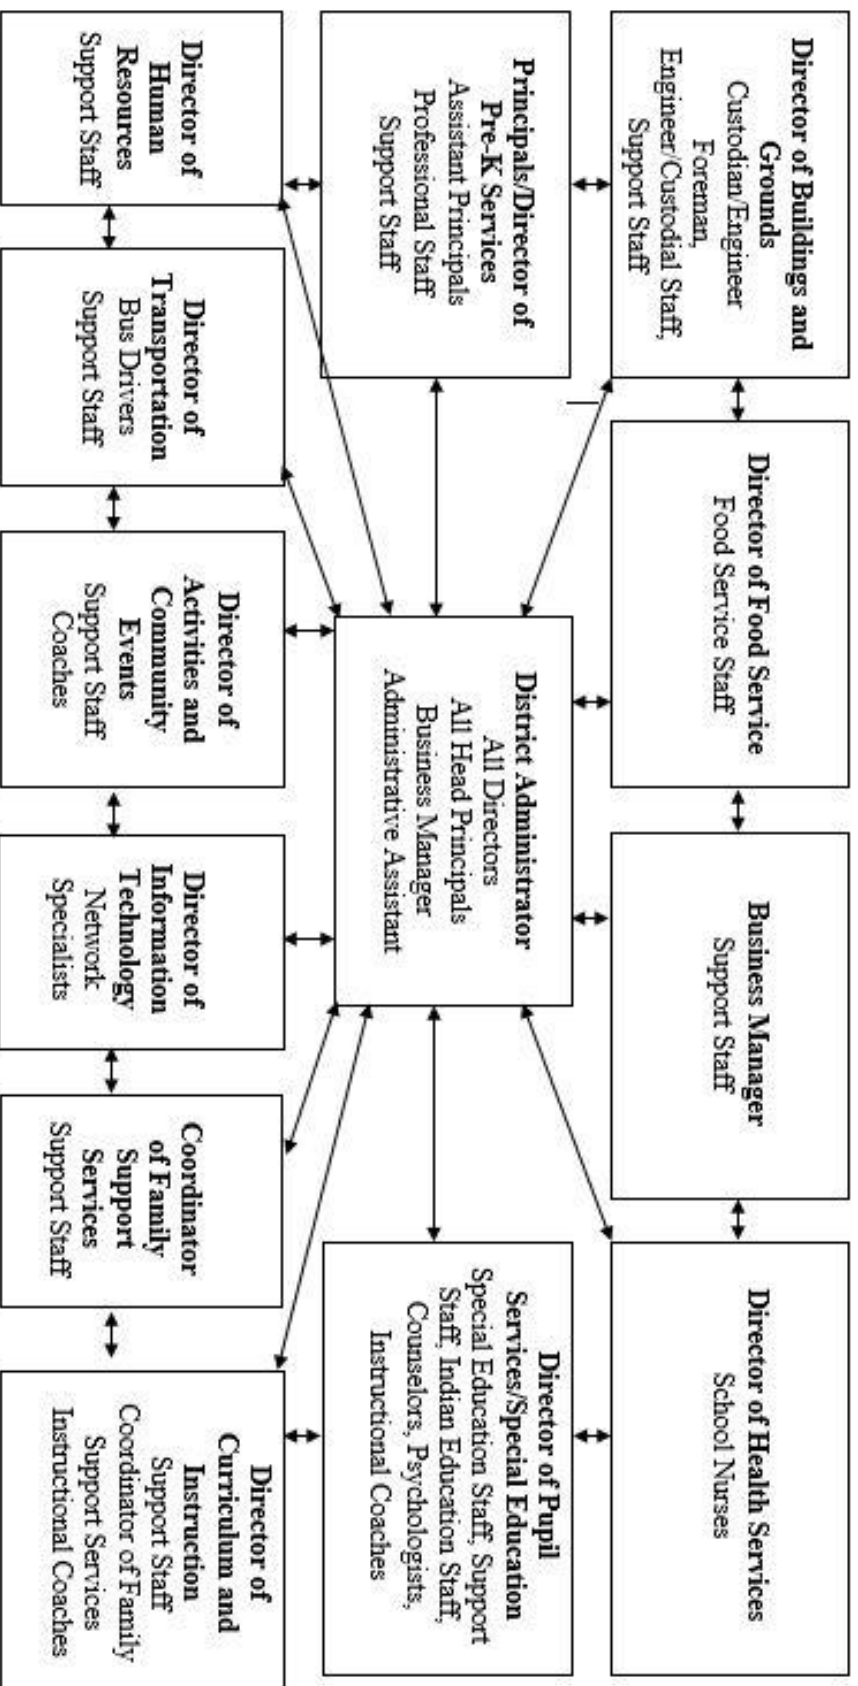 Director of Buildings and
Grounds
Custodian/Engineer
Foreman,
Engineer/Custodial Staff,
Support Staff
Director of Food Service
Food Service Staff
Business Manager
Support Staff
Director of Health Services
School Nurses
Principals/Director of
Pre-K Services
Assistant Principals
Professional Staff
Support Staff
District Administrator
All Directors
All Head Principals
Business Manager
Administrative Assistant
Director of Pupil
Services/Special Education
Special Education Staff, Support
Staff, Indian Education Staff,
Counselors, Psychologists,
Instructional Coaches
Director of
Human
Resources
Support Staff
Director of
Transportation
Bus Drivers
Support Staff
Director of
Activities and
Community
Events
Support Staff
Coaches
Director of
Information
Technology
Network
Specialists
Coordinator
of Family
Support
Services
Support Staff
Director of
Curriculum and
Instruction
Support Staff
Coordinator of Family
Support Services
Instructional Coaches